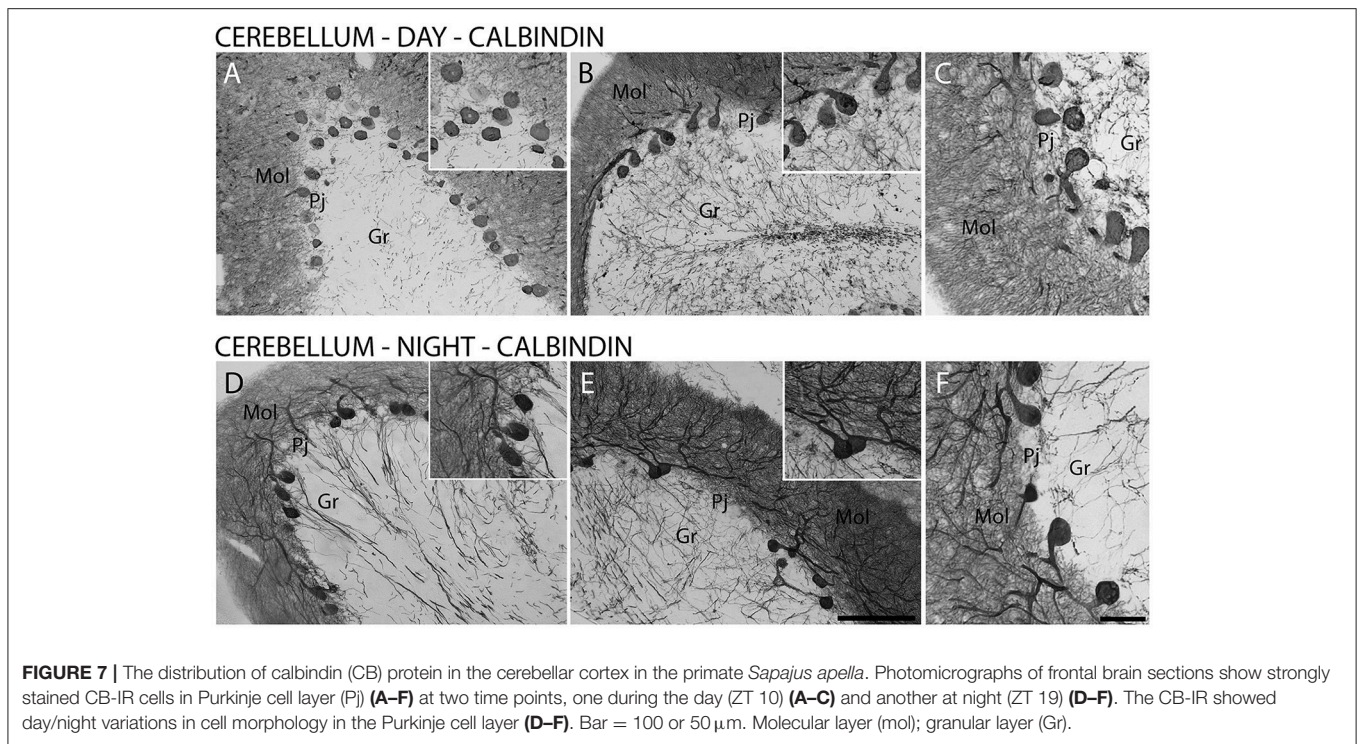 CEREBELLUM - DAY - CALBINDIN
A
Mol
Pj
Gr
B
Mol
Pj
Gr
C
Pj
Gr
Mol
CEREBELLUM - NIGHT - CALBINDIN
D
Mol
Pj
Gr
E
Pj
Mol
Gr
F
Pj
Gr
Mol
FIGURE 7 | The distribution of calbindin (CB) protein in the cerebellar cortex in the primate Sapajus apella. Photomicrographs of frontal brain sections show strongly
stained CB-IR cells in Purkinje cell layer (Pj) (A–F) at two time points, one during the day (ZT 10) (A–C) and another at night (ZT 19) (D–F). The CB-IR showed
day/night variations in cell morphology in the Purkinje cell layer (D–F). Bar = 100 or 50 μm. Molecular layer (mol); granular layer (Gr).